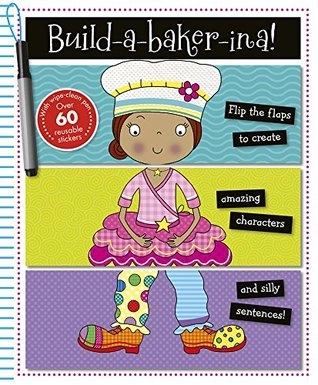 Build-a-baker-ina!
With wipe-clean pen
Over
60
reusable
stickers
Flip the flaps
to create
amazing
characters
and silly
sentences!